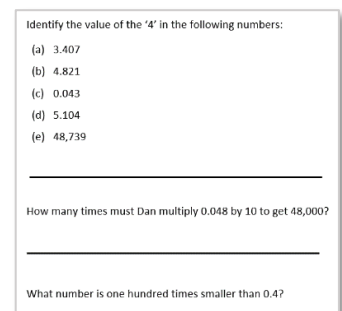 Identify the value of the ‘4’ in the following numbers:
(a) 3.407
(b) 4.821
(c) 0.043
(d) 5.104
(e) 48,739
How many times must Dan multiply 0.048 by 10 to get 48,000?
What number is one hundred times smaller than 0.4?